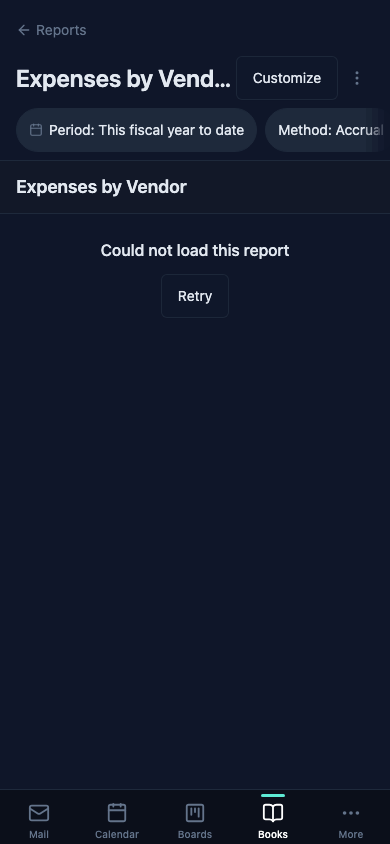 Reports
Expenses by Vend...
Customize
Period: This fiscal year to date
Method: Accrual
Expenses by Vendor
Could not load this report
Retry
Mail
Calendar
Boards
Books
More